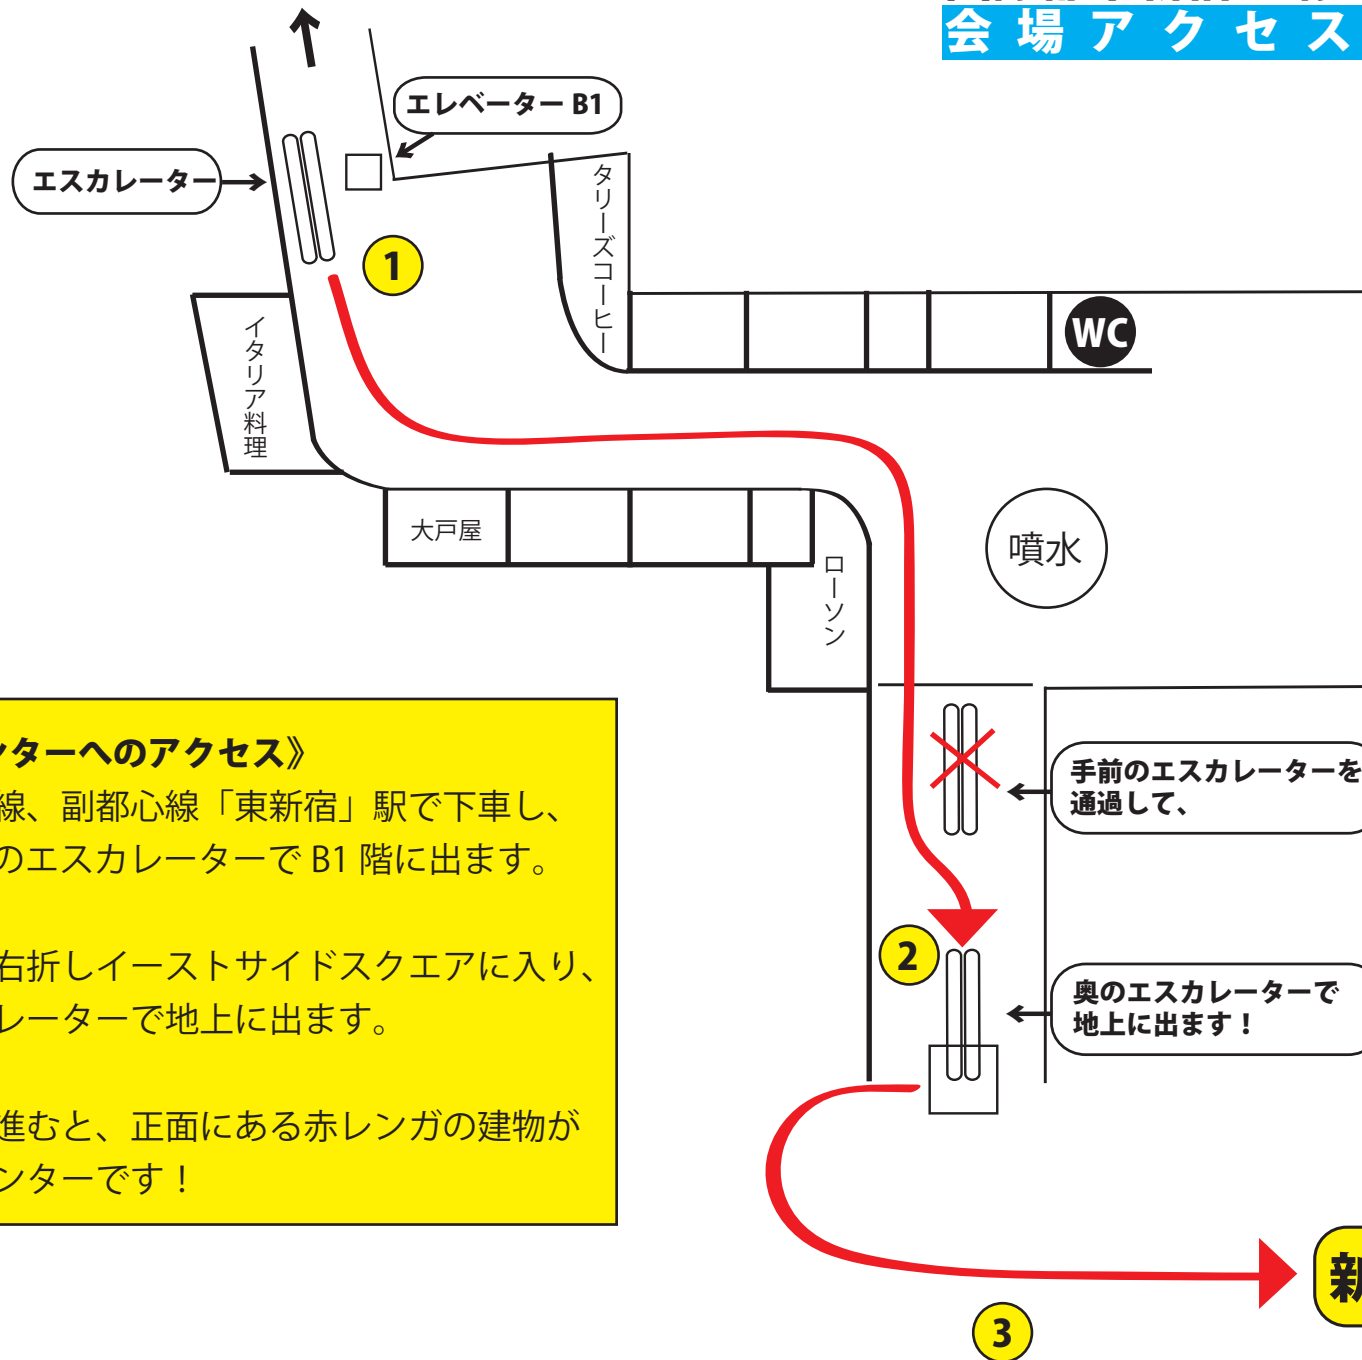 会場アクセス
エレベーター B1
エスカレーター
1
タリーズコーヒー
WC
イタリア料理
大戸屋
噴水
ローソン
ンターへのアクセス》
線、副都心線「東新宿」駅で下車し、
のエスカレーターで B1 階に出ます。
右折しイーストサイドスクエアに入り、
レーターで地上に出ます。
進むと、正面にある赤レンガの建物が
ンターです！
手前のエスカレーターを
通過して、
2
奥のエスカレーターで
地上に出ます！
3
新